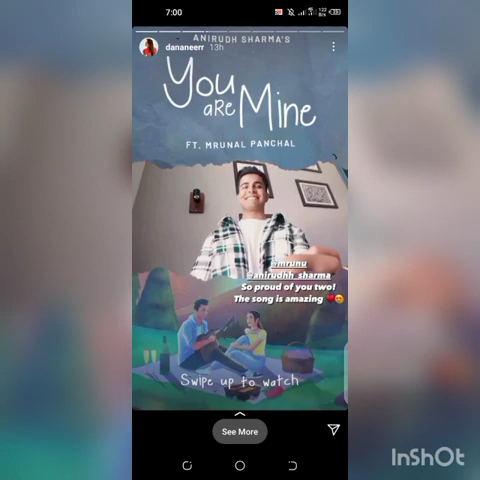 7:00
dananeerr 13h
ANIRUDH SHARMA'S
You
aRe Mine
FT. MRUNAL PANCHAL
@mrunu
@anirudhh_sharma
So proud of you two!
The song is amazing ♥️😍
Swipe up to watch
See More
InShOt